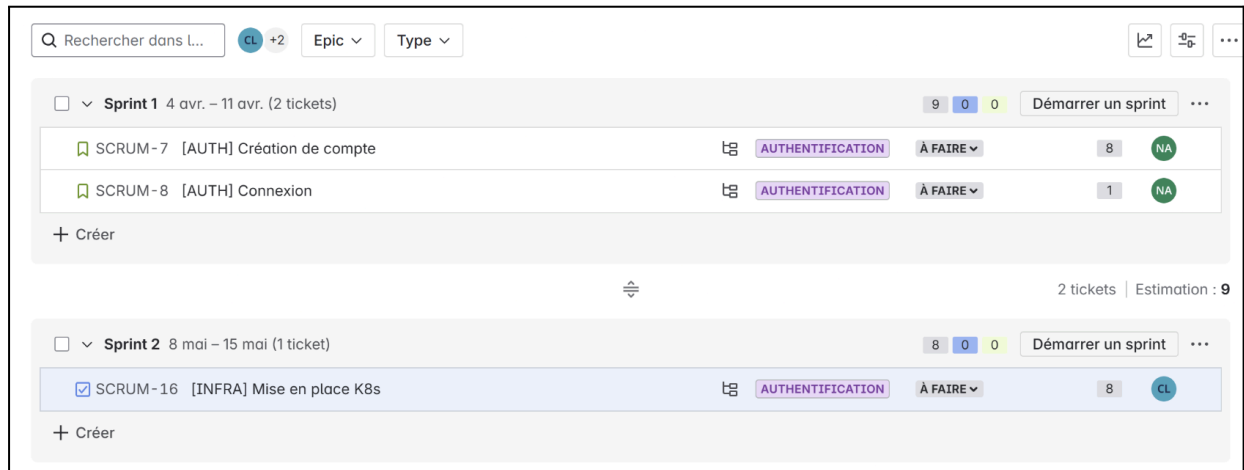 Rechercher dans l... CL +2 Epic Type
Sprint 1 4 avr. – 11 avr. (2 tickets) 9 0 0 Démarrer un sprint
SCRUM-7 [AUTH] Création de compte AUTHENTIFICATION À FAIRE 8 NA
SCRUM-8 [AUTH] Connexion AUTHENTIFICATION À FAIRE 1 NA
+ Créer
2 tickets | Estimation : 9
Sprint 2 8 mai – 15 mai (1 ticket) 8 0 0 Démarrer un sprint
SCRUM-16 [INFRA] Mise en place K8s AUTHENTIFICATION À FAIRE 8 CL
+ Créer